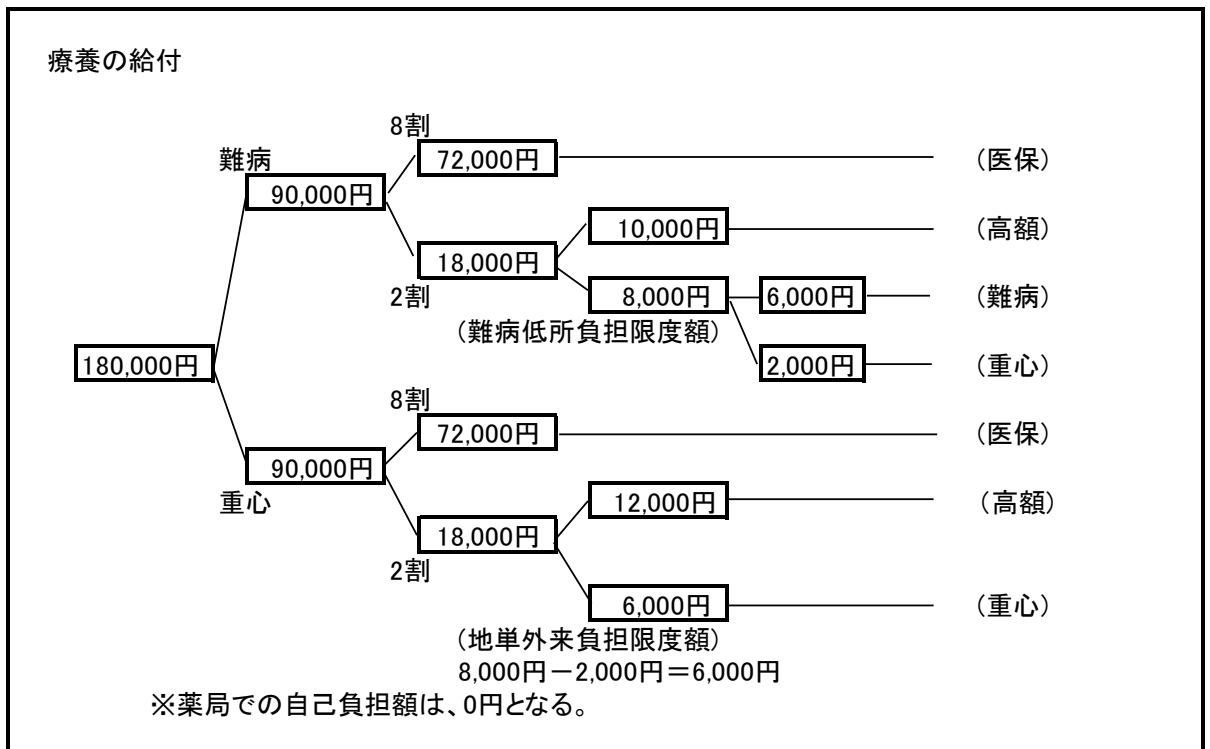 療養の給付
8割
難病 72,000円 (医保)
90,000円
10,000円 (高額)
18,000円
2割 8,000円 6,000円 (難病)
(難病低所負担限度額)
180,000円 2,000円 (重心)
8割
72,000円 (医保)
90,000円
重心 12,000円 (高額)
18,000円
2割
6,000円 (重心)
(地単外来負担限度額)
8,000円－2,000円＝6,000円
※薬局での自己負担額は、0円となる。